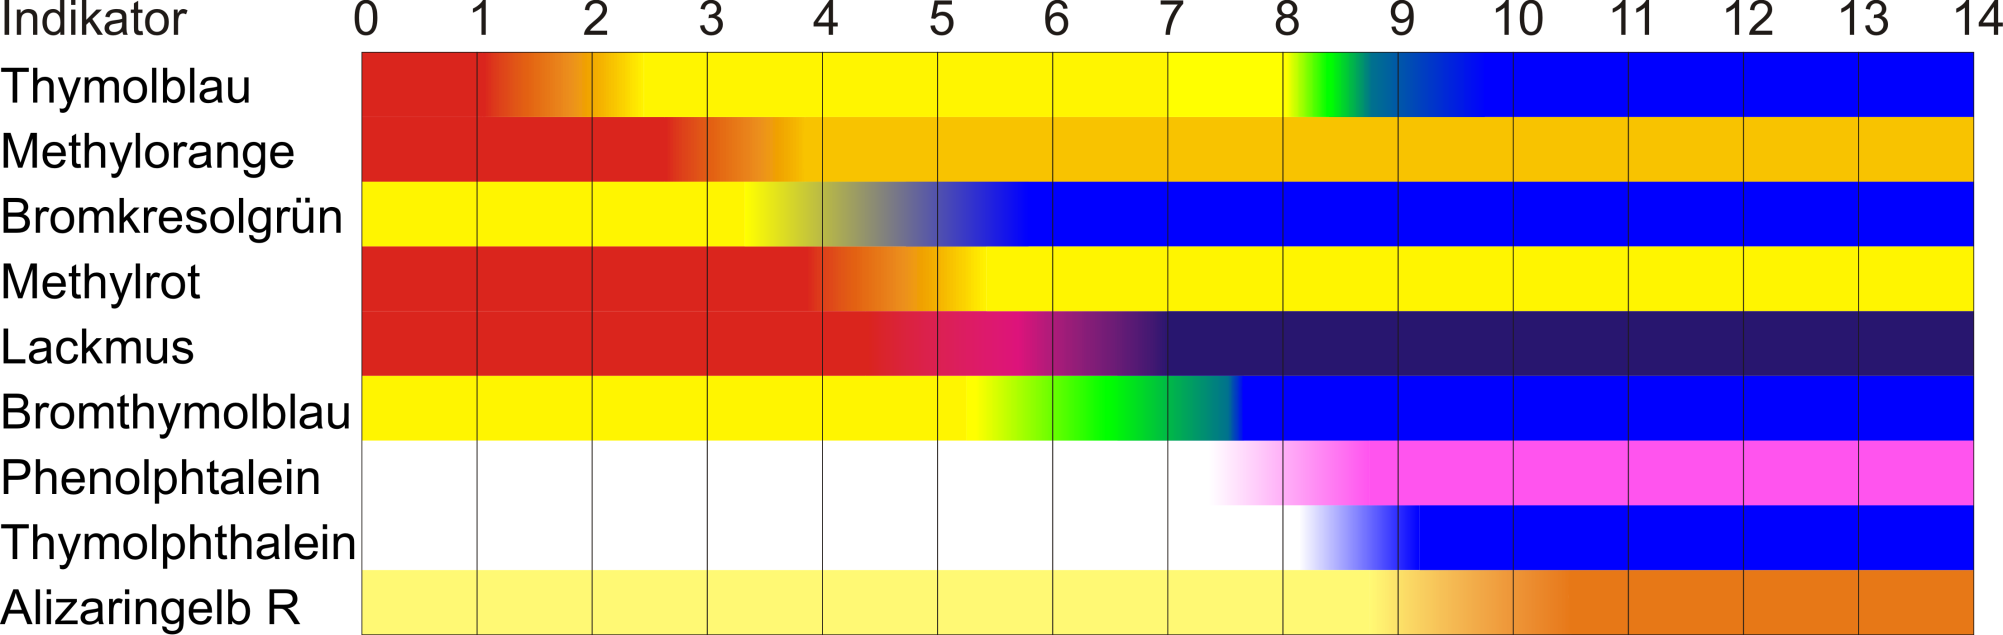 Indikator 0 1 2 3 4 5 6 7 8 9 10 11 12 13 14
Thymolblau
Methylorange
Bromkresolgrün
Methylrot
Lackmus
Bromthymolblau
Phenolphtalein
Thymolphthalein
Alizaringelb R